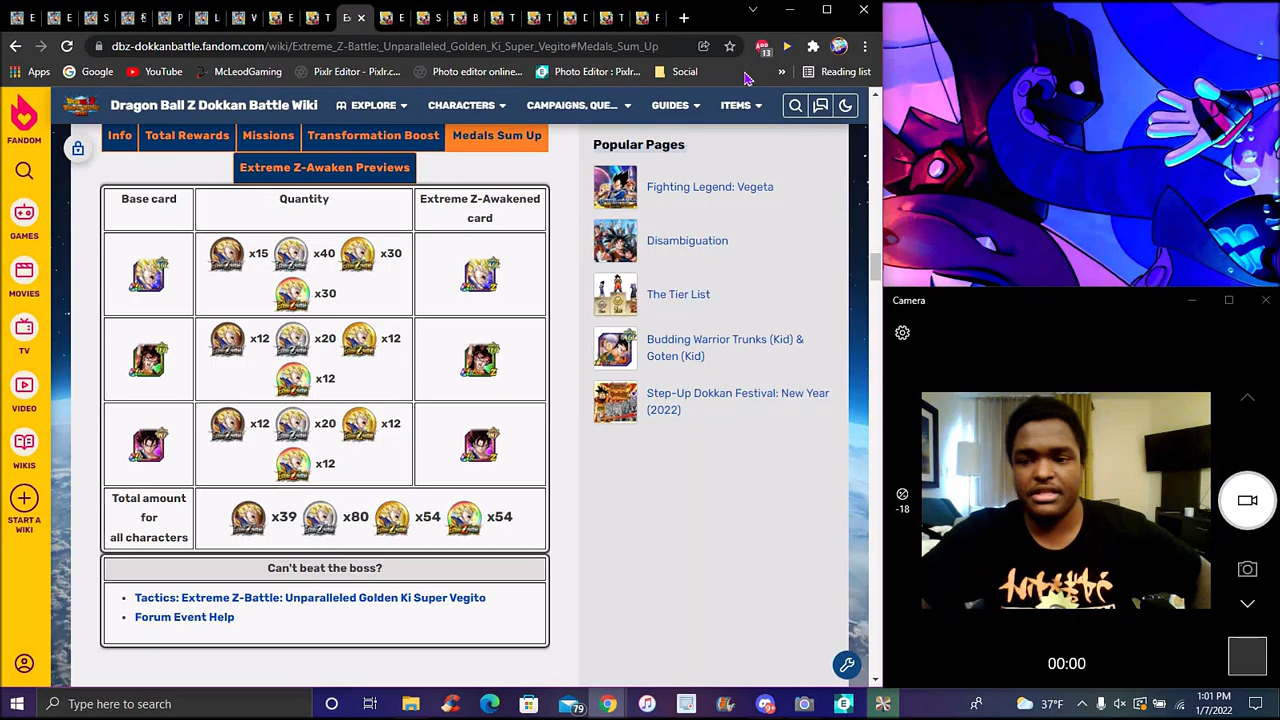 E
S
F
L
V
E
T
E
E
S
B
T
T
T
F
dbz-dokkanbattle.fandom.com/wiki/Extreme_Z-Battle:_Unparalleled_Golden_Ki_Super_Vegito#Medals_Sum_Up
13
Apps
Google
YouTube
McLeodGaming
Pixlr Editor - Pixlr.c...
Photo editor online...
Photo Editor : Pixlr...
Social
»
Reading list
FANDOM
GAMES
MOVIES
TV
VIDEO
WIKIS
START A
WIKI
Dragon Ball Z Dokkan Battle Wiki
EXPLORE
CHARACTERS
CAMPAIGNS, QUE...
GUIDES
ITEMS
Info
Total Rewards
Missions
Transformation Boost
Medals Sum Up
Extreme Z-Awaken Previews
Base card
Quantity
Extreme Z-Awakened
card
x15 x40 x30
x30
x12 x20 x12
x12
x12 x20 x12
x12
Total amount
for
all characters
x39 x80 x54 x54
Can't beat the boss?
• Tactics: Extreme Z-Battle: Unparalleled Golden Ki Super Vegito
• Forum Event Help
Popular Pages
Fighting Legend: Vegeta
Disambiguation
The Tier List
Budding Warrior Trunks (Kid) &
Goten (Kid)
Step-Up Dokkan Festival: New Year
(2022)
Camera
-18
00:00
Type here to search
79
37°F
1:01 PM
1/7/2022